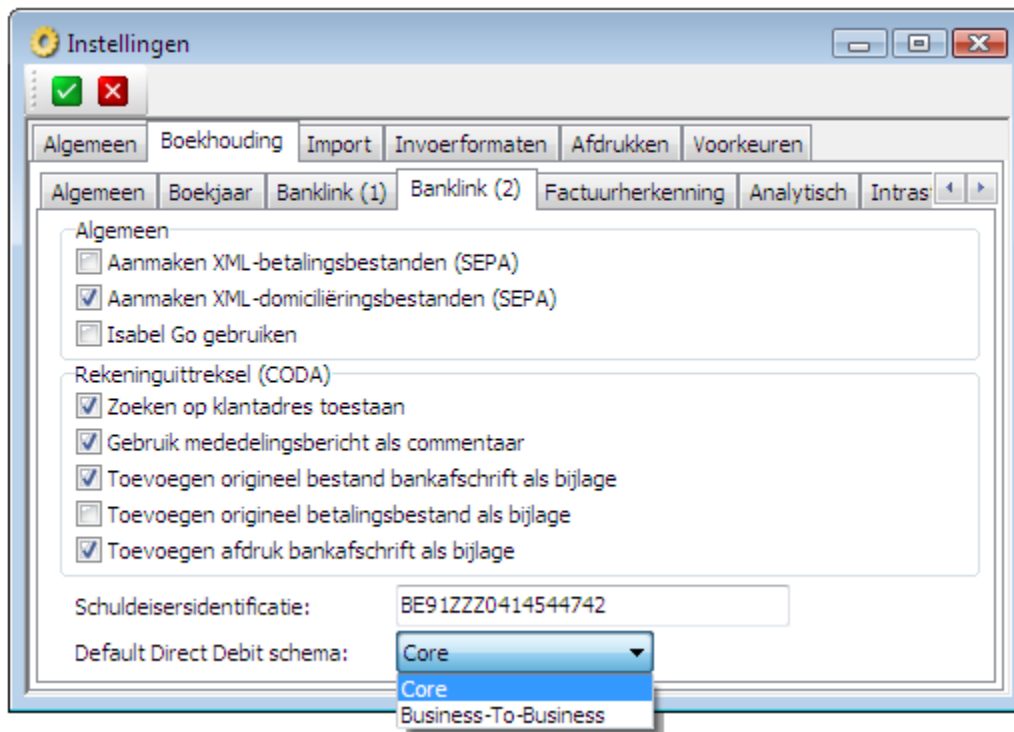 Instellingen
Algemeen Boekhouding Import Invoerformaten Afdrukken Voorkeuren
Algemeen Boekjaar Banklink (1) Banklink (2) Factuurherkenning Analytisch Intras
Algemeen
Aanmaken XML-betalingsbestanden (SEPA)
Aanmaken XML-domiciliëringsbestanden (SEPA)
Isabel Go gebruiken
Rekeninguittreksel (CODA)
Zoeken op klantadres toestaan
Gebruik mededelingsbericht als commentaar
Toevoegen origineel bestand bankafschrift als bijlage
Toevoegen origineel betalingsbestand als bijlage
Toevoegen afdruk bankafschrift als bijlage
Schuldeisersidentificatie: BE91ZZZ0414544742
Default Direct Debit schema: Core
Core
Business-To-Business